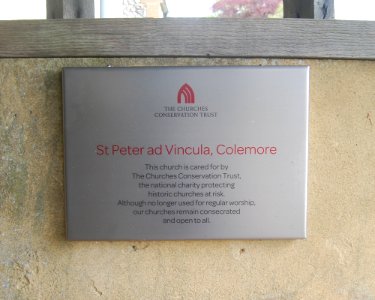 THE CHURCHES
CONSERVATION TRUST
St Peter ad Vincula, Colemore
This church is cared for by
The Churches Conservation Trust,
the national charity protecting
historic churches at risk.
Although no longer used for regular worship,
our churches remain consecrated
and open to all.